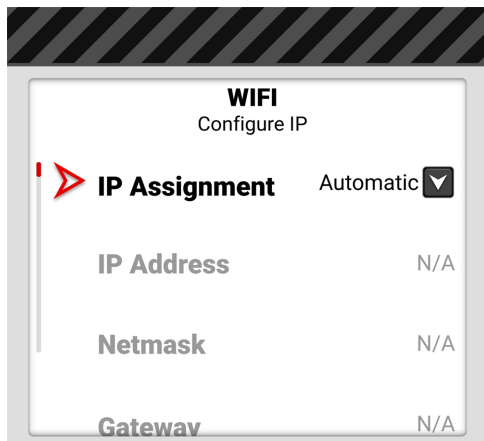 WIFI
Configure IP
IP Assignment Automatic
IP Address N/A
Netmask N/A
Gateway N/A